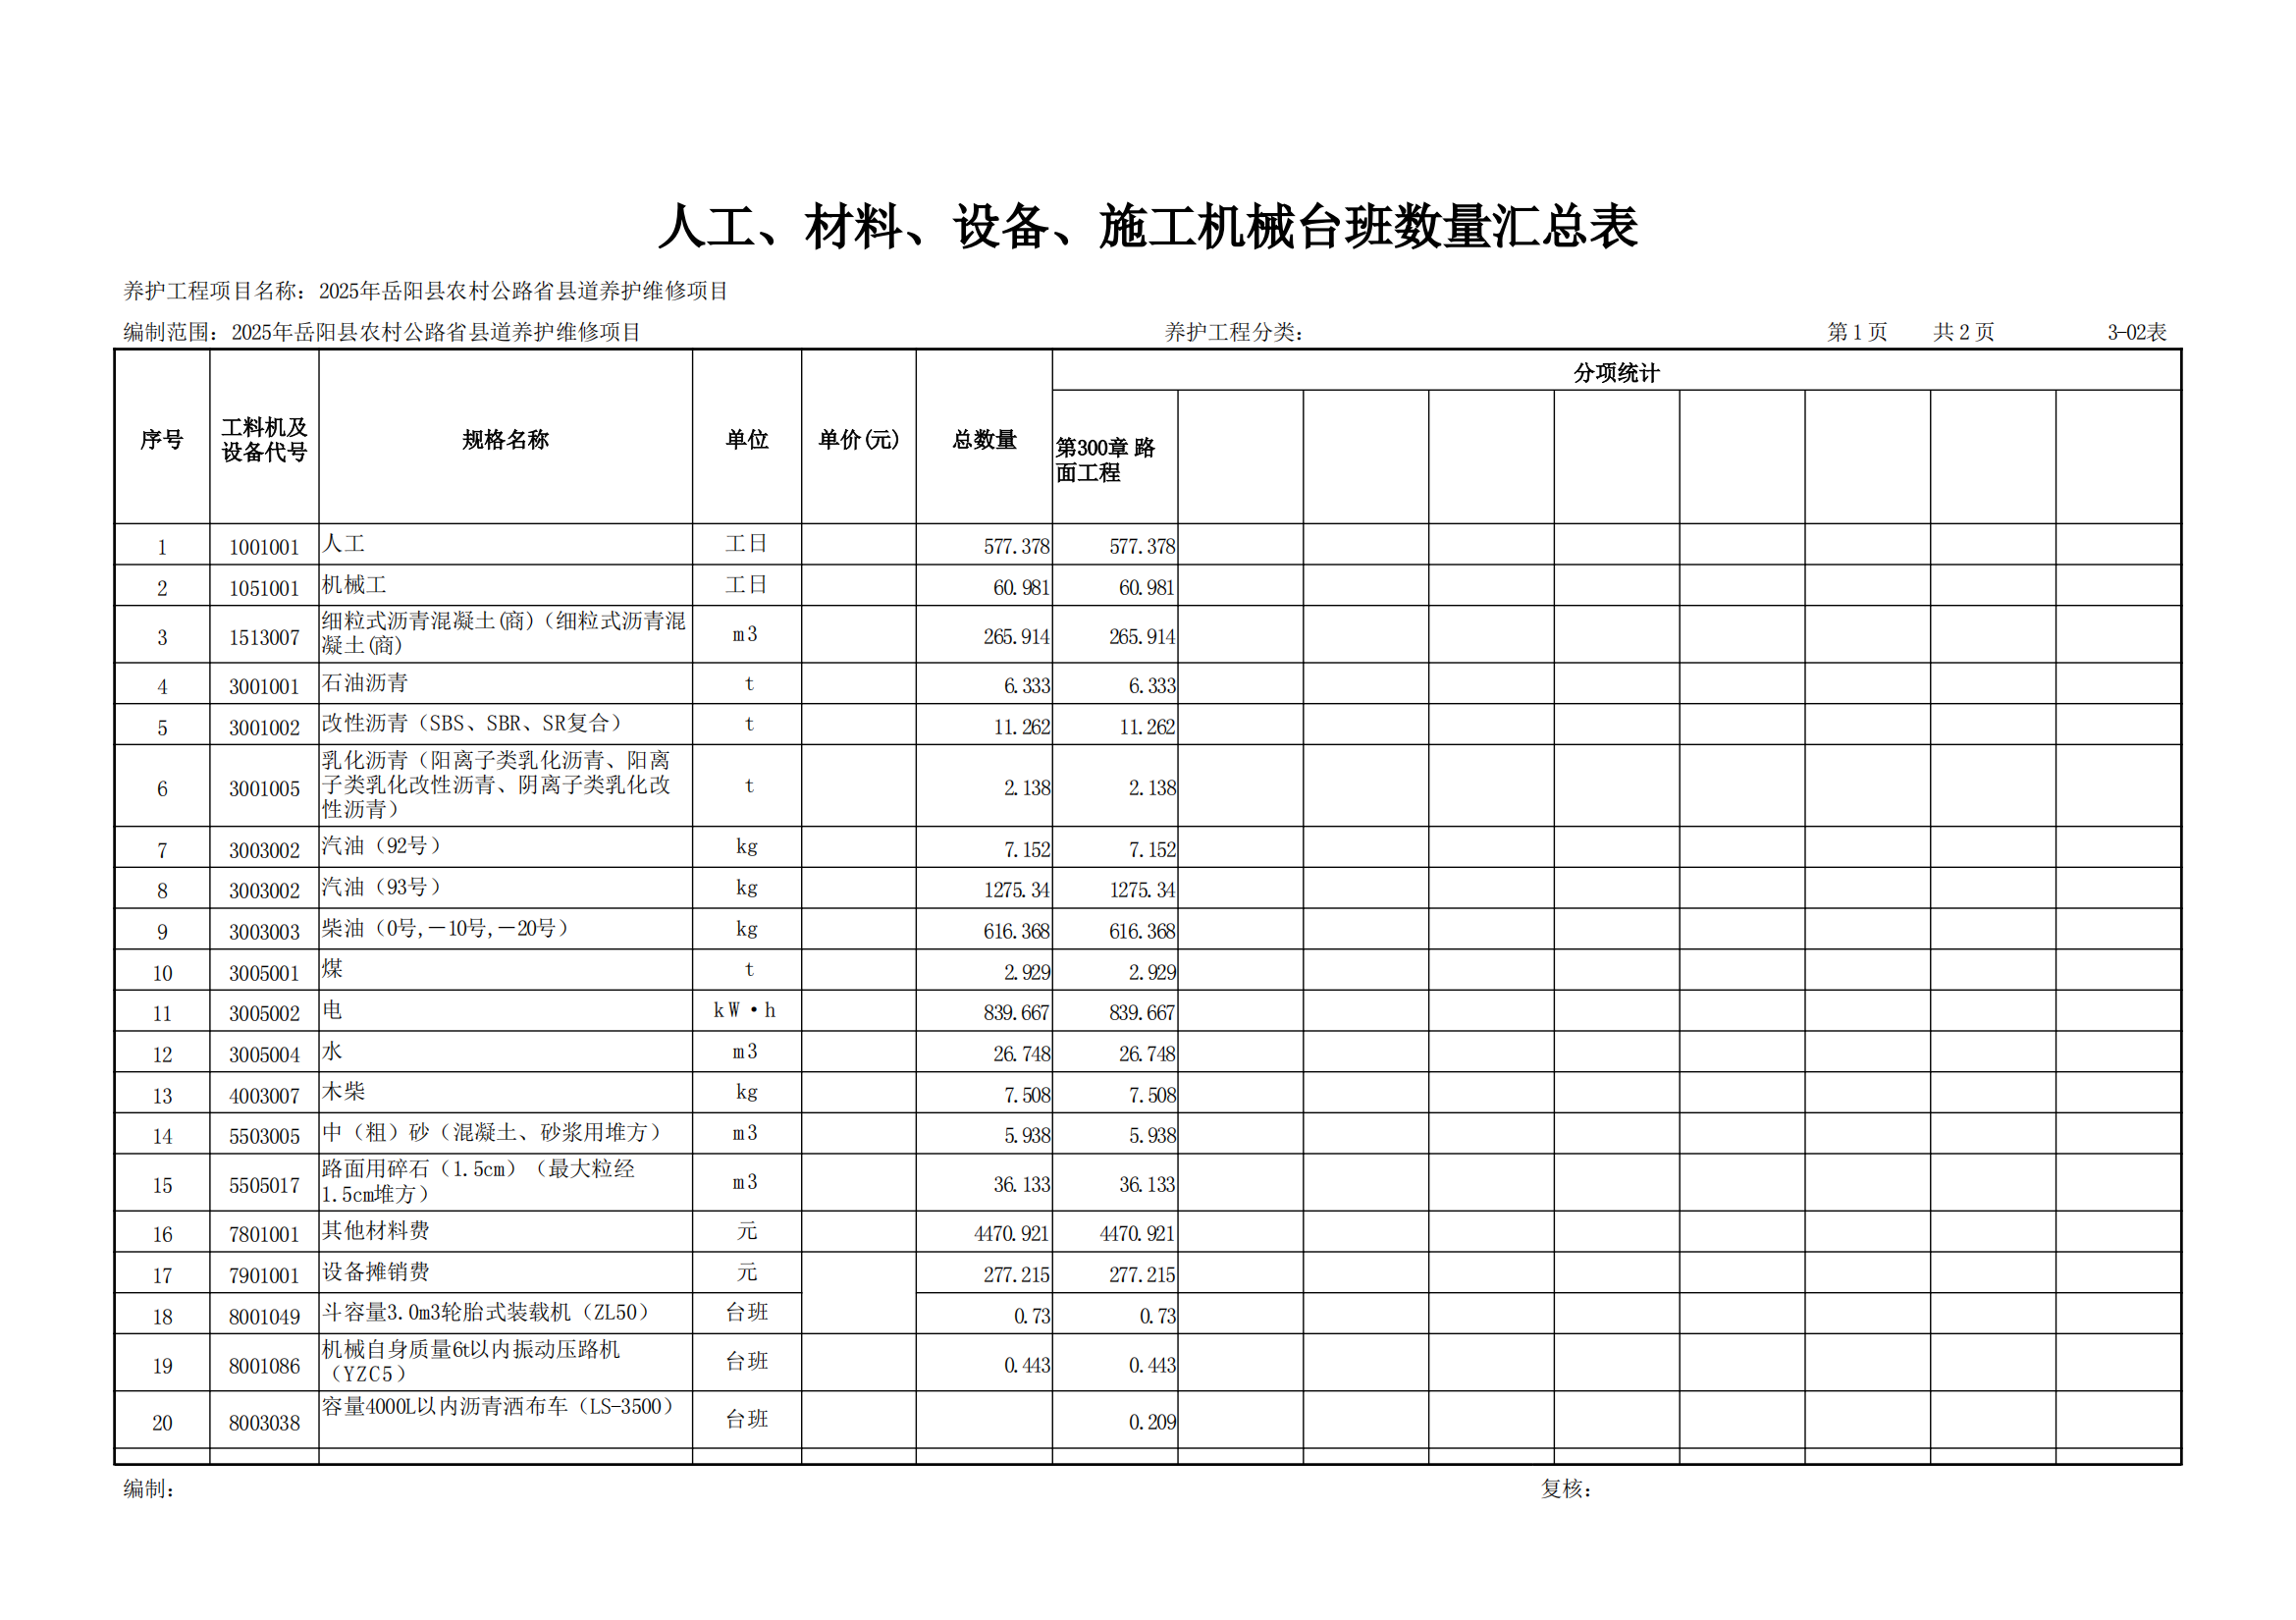 人工、材料、设备、施工机械台班数量汇总表
养护工程项目名称：2025年岳阳县农村公路省县道养护维修项目
编制范围：2025年岳阳县农村公路省县道养护维修项目 养护工程分类： 第1页 共2页 3-02表
序号 工料机及设备代号 规格名称 单位 单价(元) 总数量 分项统计
第300章 路面工程
1 1001001 人工 工日 577.378 577.378
2 1051001 机械工 工日 60.981 60.981
3 1513007 细粒式沥青混凝土(商)（细粒式沥青混凝土(商) m3 265.914 265.914
4 3001001 石油沥青 t 6.333 6.333
5 3001002 改性沥青（SBS、SBR、SR复合） t 11.262 11.262
6 3001005 乳化沥青（阳离子类乳化沥青、阳离子类乳化改性沥青、阴离子类乳化改性沥青） t 2.138 2.138
7 3003002 汽油（92号） kg 7.152 7.152
8 3003002 汽油（93号） kg 1275.34 1275.34
9 3003003 柴油（0号,－10号,－20号） kg 616.368 616.368
10 3005001 煤 t 2.929 2.929
11 3005002 电 kW·h 839.667 839.667
12 3005004 水 m3 26.748 26.748
13 4003007 木柴 kg 7.508 7.508
14 5503005 中（粗）砂（混凝土、砂浆用堆方） m3 5.938 5.938
15 5505017 路面用碎石（1.5cm）（最大粒经1.5cm堆方） m3 36.133 36.133
16 7801001 其他材料费 元 4470.921 4470.921
17 7901001 设备摊销费 元 277.215 277.215
18 8001049 斗容量3.0m3轮胎式装载机（ZL50） 台班 0.73 0.73
19 8001086 机械自身质量6t以内振动压路机（YZC5） 台班 0.443 0.443
20 8003038 容量4000L以内沥青洒布车（LS-3500） 台班 0.209
编制： 复核：